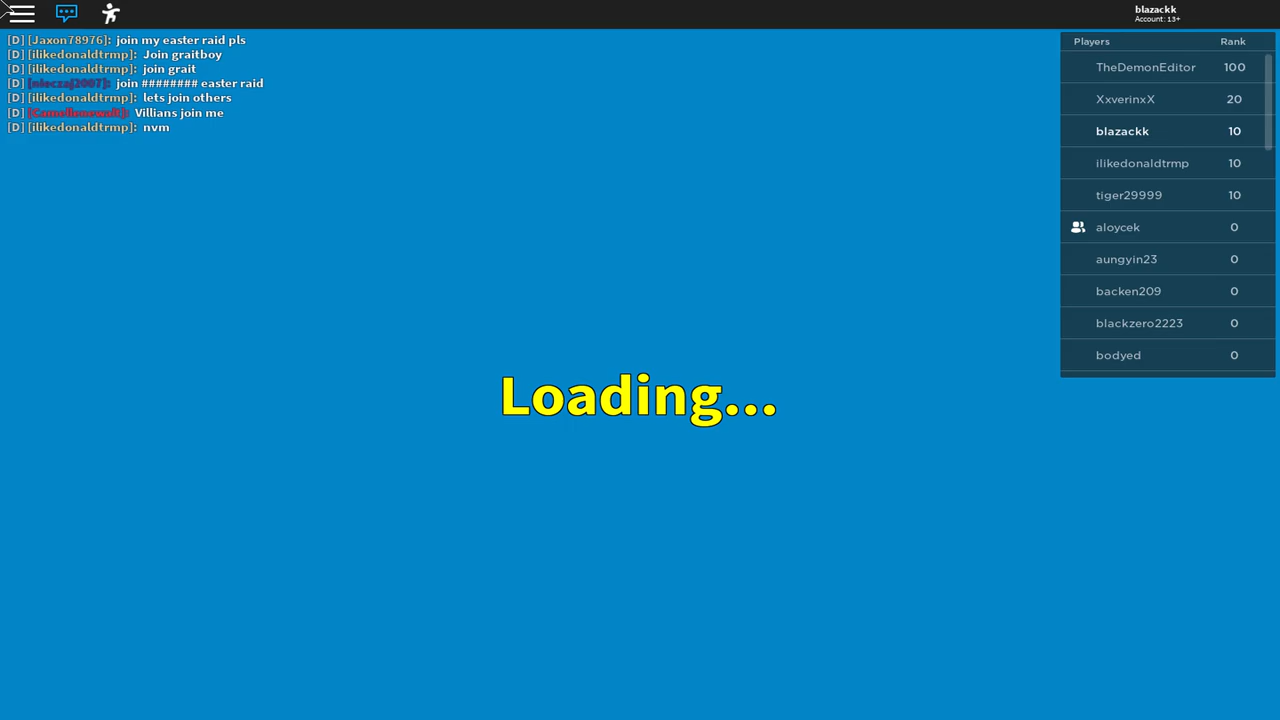 blazackk
Account: 13+
[D] [Jaxon78976]: join my easter raid pls
[D] [ilikedonaldtrmp]: Join graitboy
[D] [ilikedonaldtrmp]: join grait
[D] join ######## easter raid
[D] [ilikedonaldtrmp]: lets join others
[D] Villians join me
[D] [ilikedonaldtrmp]: nvm
Players Rank
TheDemonEditor 100
XxverinxX 20
blazackk 10
ilikedonaldtrmp 10
tiger29999 10
aloycek 0
aungyin23 0
backen209 0
blackzero2223 0
bodyed 0
Loading...